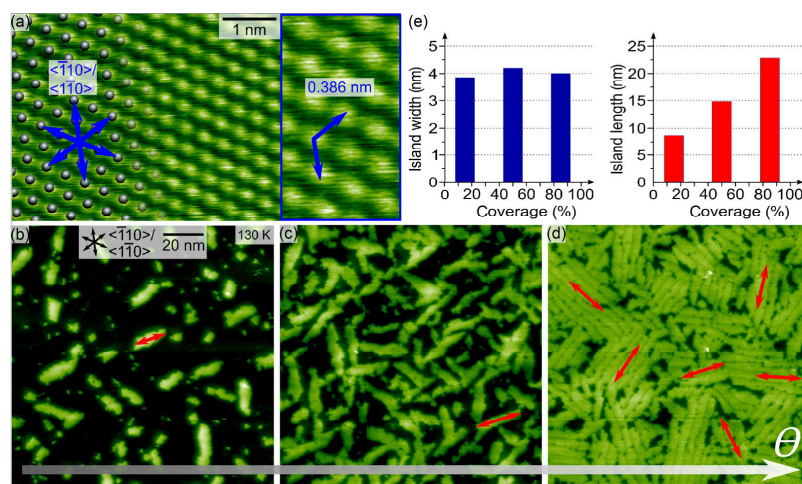 (a)
1 nm
<1̅10>/
<11̅0>
0.386 nm
(e)
Island width (nm)
5
4
3
2
1
0
20 40 60 80 100
Coverage (%)
Island length (nm)
25
20
15
10
5
0
20 40 60 80 100
Coverage (%)
(b)
<1̅10>/
<11̅0>
20 nm
130 K
(c)
(d)
θ